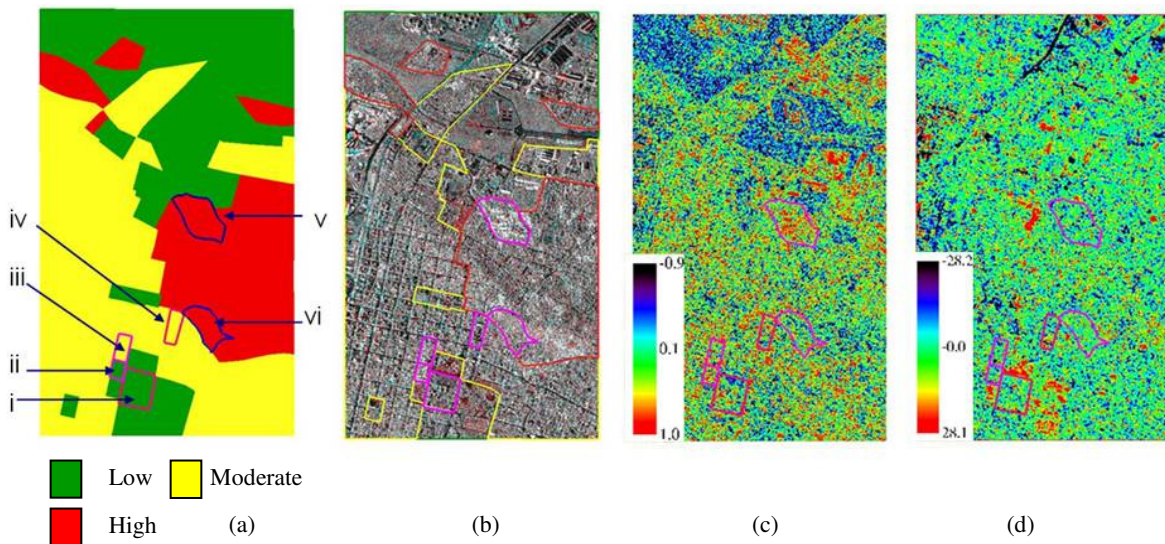 iv
v
iii
vi
ii
i
-0.9
0.1
1.0
-28.2
-0.0
28.1
Low
Moderate
High
(a)
(b)
(c)
(d)